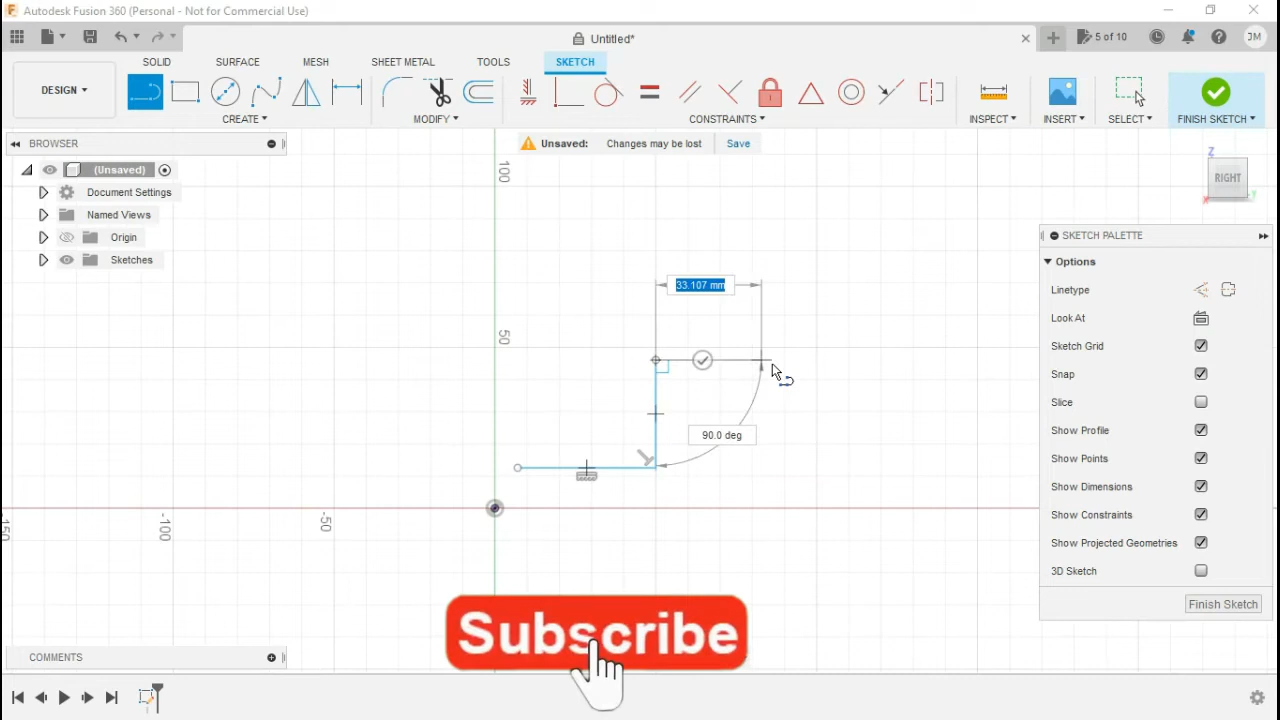 Autodesk Fusion 360 (Personal - Not for Commercial Use)
Untitled*
5 of 10
JM
SOLID
SURFACE
MESH
SHEET METAL
TOOLS
SKETCH
DESIGN
CREATE
MODIFY
CONSTRAINTS
INSPECT
INSERT
SELECT
FINISH SKETCH
BROWSER
Unsaved: Changes may be lost Save
(Unsaved)
Document Settings
Named Views
Origin
Sketches
Z
RIGHT
X
Y
100
50
-50
-100
-150
33.107 mm
90.0 deg
SKETCH PALETTE
Options
Linetype
Look At
Sketch Grid
Snap
Slice
Show Profile
Show Points
Show Dimensions
Show Constraints
Show Projected Geometries
3D Sketch
Finish Sketch
Subscribe
COMMENTS